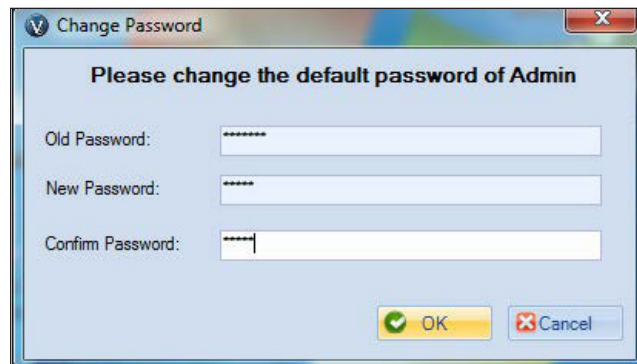 Change Password
Please change the default password of Admin
Old Password: *******
New Password: *****
Confirm Password: *****
OK Cancel